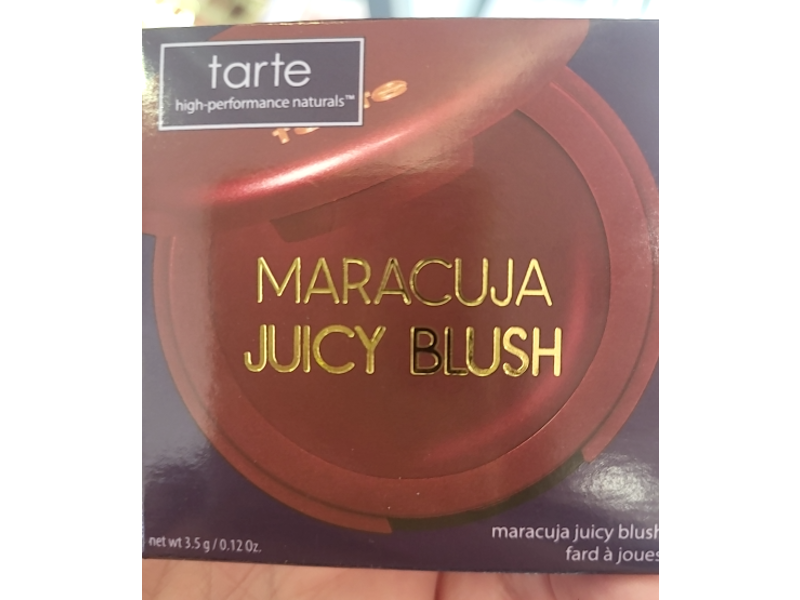 tarte
high-performance naturals™
MARACUJA
JUICY BLUSH
net wt 3.5 g / 0.12 Oz.
maracuja juicy blush
fard à joues